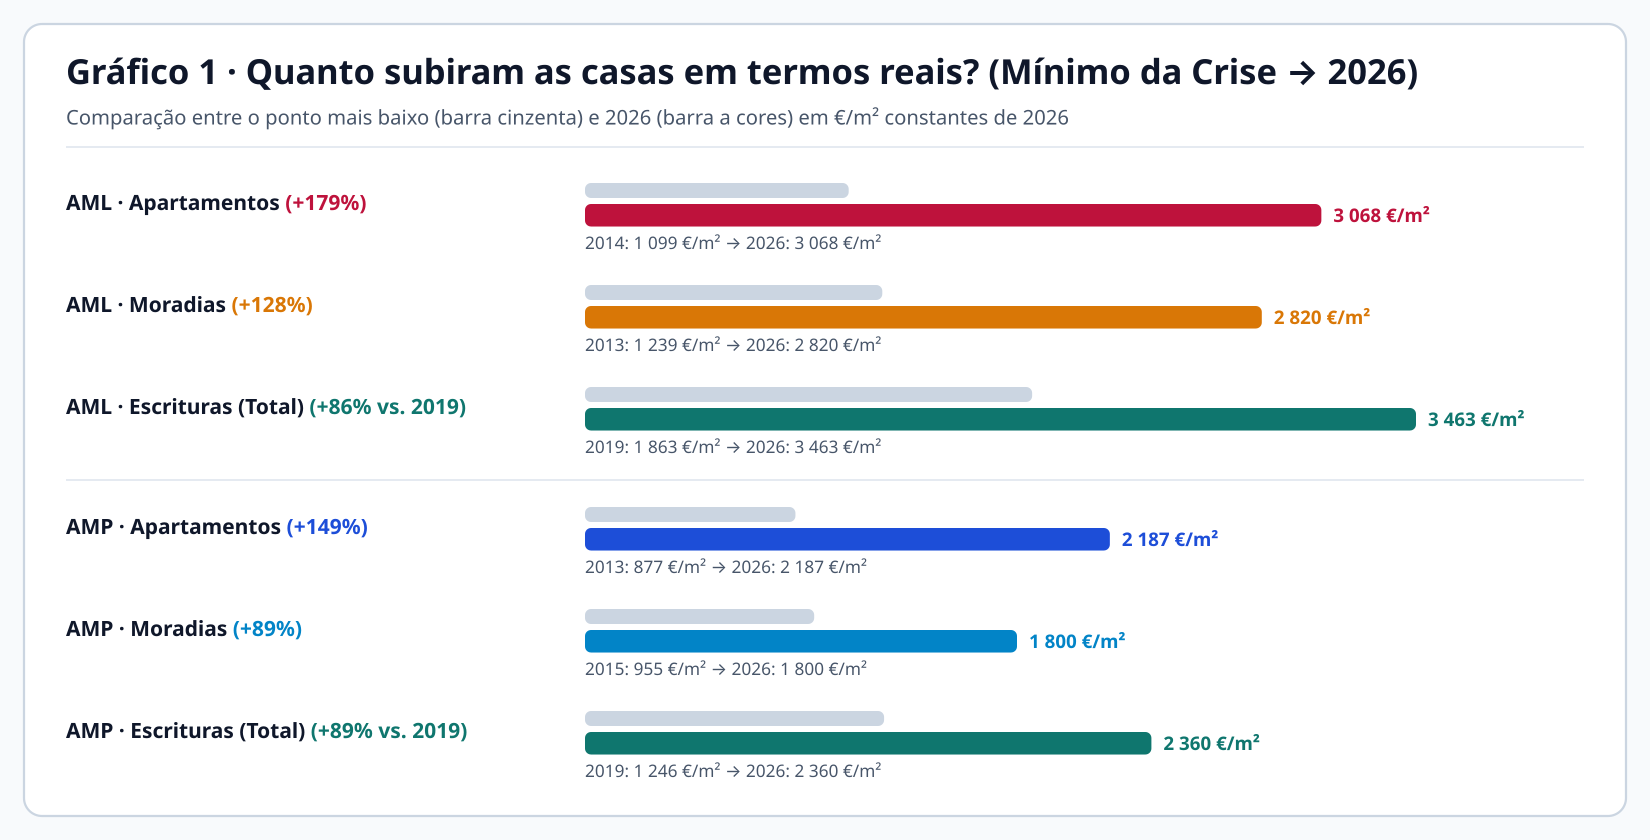 Gráfico 1 · Quanto subiram as casas em termos reais? (Mínimo da Crise → 2026)
Comparação entre o ponto mais baixo (barra cinzenta) e 2026 (barra a cores) em €/m² constantes de 2026
AML · Apartamentos (+179%)
3 068 €/m²
2014: 1 099 €/m² → 2026: 3 068 €/m²
AML · Moradias (+128%)
2 820 €/m²
2013: 1 239 €/m² → 2026: 2 820 €/m²
AML · Escrituras (Total) (+86% vs. 2019)
3 463 €/m²
2019: 1 863 €/m² → 2026: 3 463 €/m²
AMP · Apartamentos (+149%)
2 187 €/m²
2013: 877 €/m² → 2026: 2 187 €/m²
AMP · Moradias (+89%)
1 800 €/m²
2015: 955 €/m² → 2026: 1 800 €/m²
AMP · Escrituras (Total) (+89% vs. 2019)
2 360 €/m²
2019: 1 246 €/m² → 2026: 2 360 €/m²